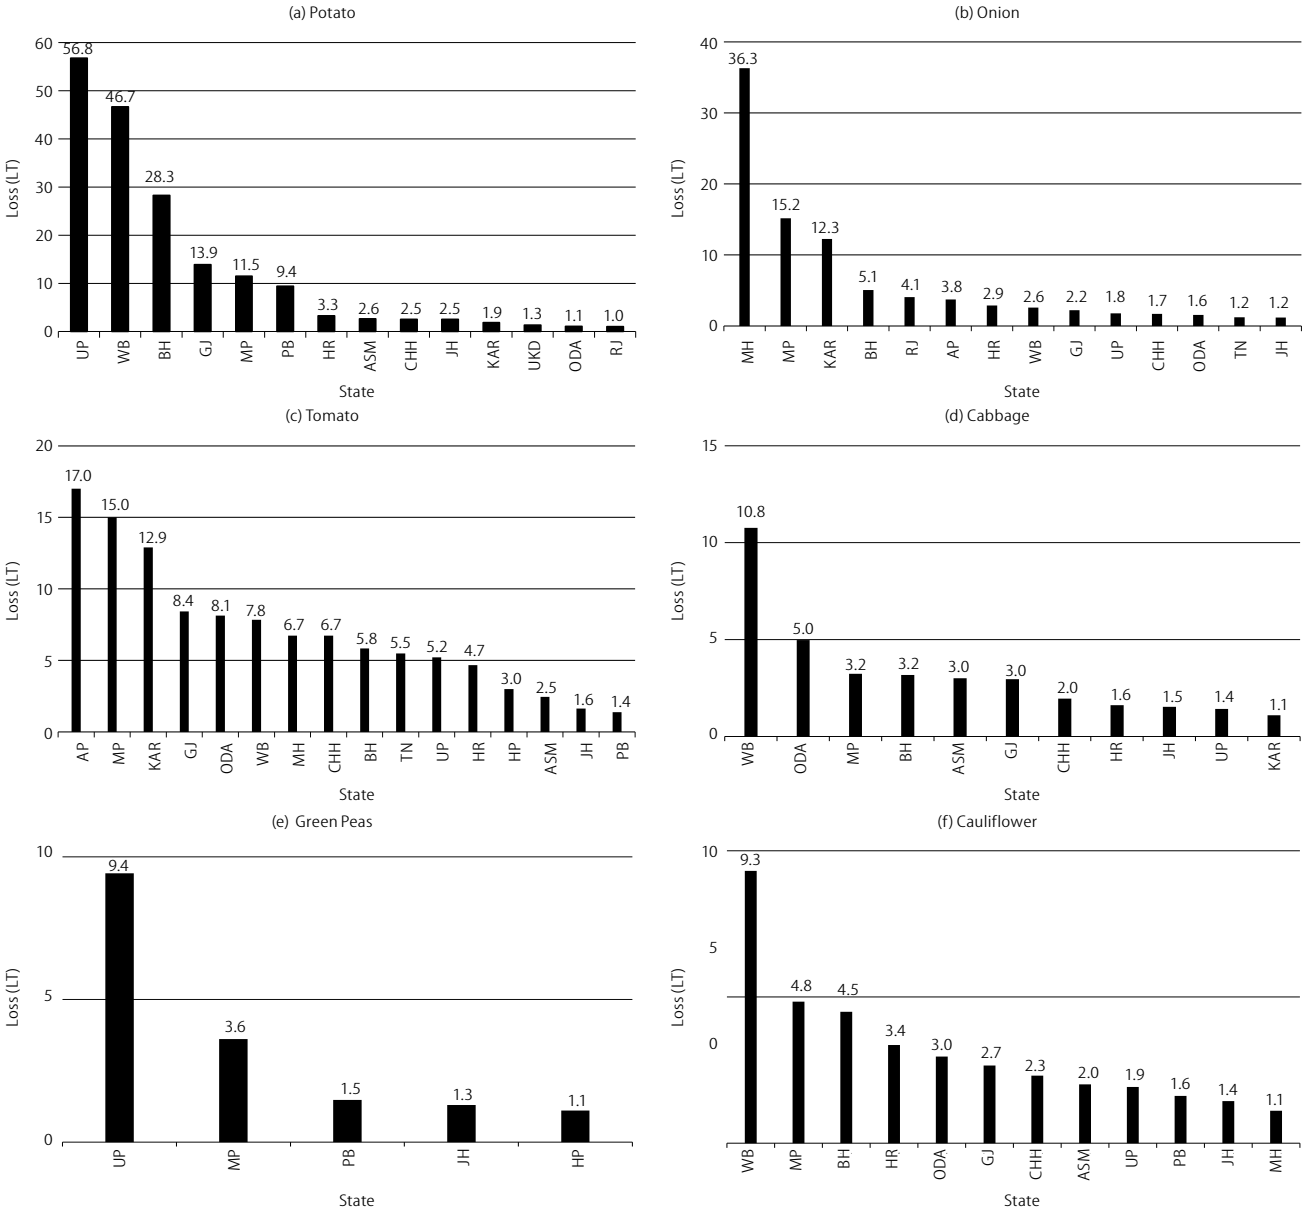 (a) Potato
60
50
40
30
20
10
0
Loss (LT)
56.8
46.7
28.3
13.9
11.5
9.4
3.3
2.6
2.5
2.5
1.9
1.3
1.1
1.0
UP
WB
BH
GJ
MP
PB
HR
ASM
CHH
JH
KAR
UKD
ODA
RJ
State
(b) Onion
40
30
20
10
0
Loss (LT)
36.3
15.2
12.3
5.1
4.1
3.8
2.9
2.6
2.2
1.8
1.7
1.6
1.2
1.2
MH
MP
KAR
BH
RJ
AP
HR
WB
GJ
UP
CHH
ODA
TN
JH
State
(c) Tomato
20
15
10
5
0
Loss (LT)
17.0
15.0
12.9
8.4
8.1
7.8
6.7
6.7
5.8
5.5
5.2
4.7
3.0
2.5
1.6
1.4
AP
MP
KAR
GJ
ODA
WB
MH
CHH
BH
TN
UP
HR
HP
ASM
JH
PB
State
(d) Cabbage
15
10
5
0
Loss (LT)
10.8
5.0
3.2
3.2
3.0
3.0
2.0
1.6
1.5
1.4
1.1
WB
ODA
MP
BH
ASM
GJ
CHH
HR
JH
UP
KAR
State
(e) Green Peas
10
5
0
Loss (LT)
9.4
3.6
1.5
1.3
1.1
UP
MP
PB
JH
HP
State
(f) Cauliflower
10
5
0
Loss (LT)
9.3
4.8
4.5
3.4
3.0
2.7
2.3
2.0
1.9
1.6
1.4
1.1
WB
MP
BH
HR
ODA
GJ
CHH
ASM
UP
PB
JH
MH
State